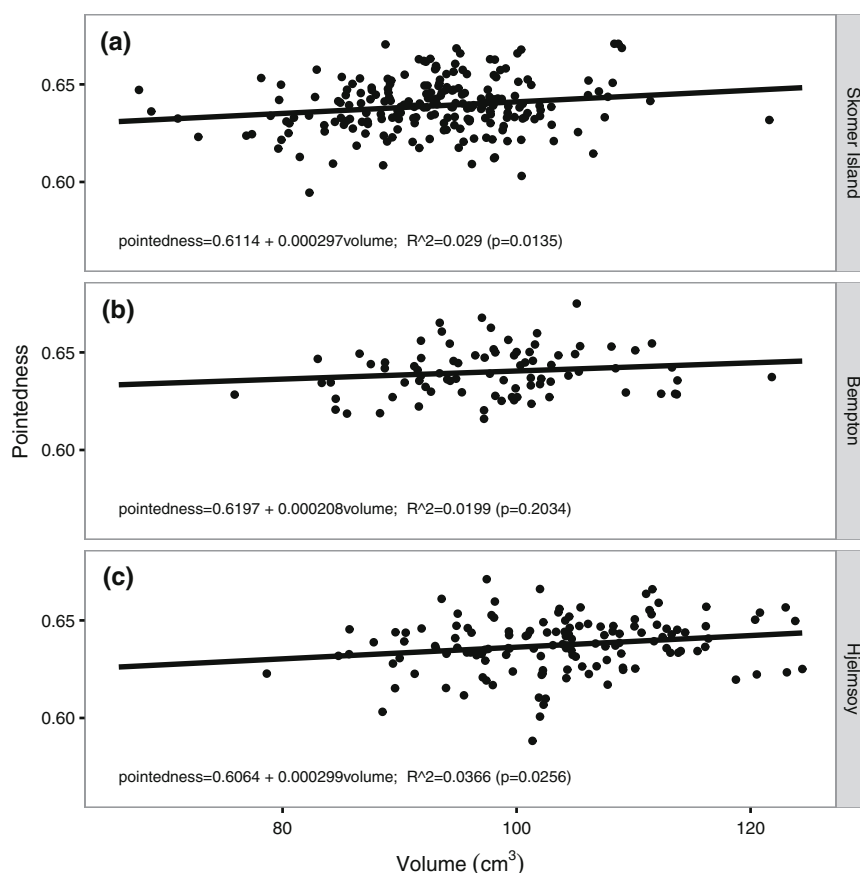 (a)
0.65
0.60
pointedness=0.6114 + 0.000297volume; R^2=0.029 (p=0.0135)
Skomer Island
(b)
0.65
0.60
pointedness=0.6197 + 0.000208volume; R^2=0.0199 (p=0.2034)
Bempton
Pointedness
(c)
0.65
0.60
pointedness=0.6064 + 0.000299volume; R^2=0.0366 (p=0.0256)
Hjelmsoy
80 100 120
Volume (cm³)